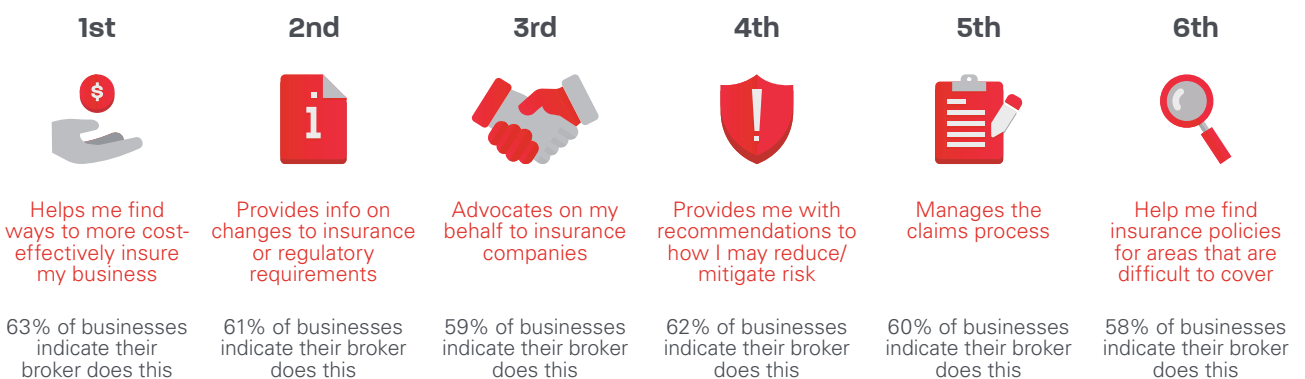 1st
2nd
3rd
4th
5th
6th
$
i
!
Helps me find
ways to more cost-
effectively insure
my business
Provides info on
changes to insurance
or regulatory
requirements
Advocates on my
behalf to insurance
companies
Provides me with
recommendations to
how I may reduce/
mitigate risk
Manages the
claims process
Help me find
insurance policies
for areas that are
difficult to cover
63% of businesses
indicate their
broker does this
61% of businesses
indicate their broker
does this
59% of businesses
indicate their broker
does this
62% of businesses
indicate their broker
does this
60% of businesses
indicate their broker
does this
58% of businesses
indicate their broker
does this